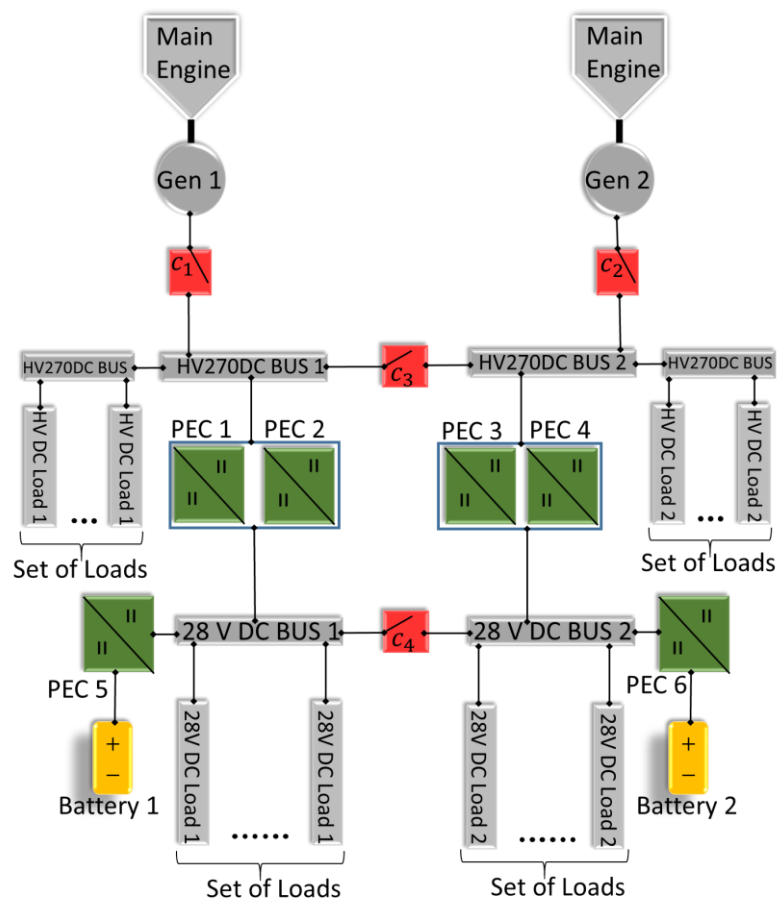 Main
Engine
Main
Engine
Gen 1
Gen 2
c₁
c₂
HV270DC BUS
HV270DC BUS 1
c₃
HV270DC BUS 2
HV270DC BUS
PEC 1
PEC 2
PEC 3
PEC 4
HV DC Load 1
...
HV DC Load 1
HV DC Load 2
...
HV DC Load 2
Set of Loads
Set of Loads
28 V DC BUS 1
c₄
28 V DC BUS 2
PEC 5
PEC 6
+
−
+
−
Battery 1
Battery 2
28V DC Load 1
......
28V DC Load 1
28V DC Load 2
......
28V DC Load 2
Set of Loads
Set of Loads